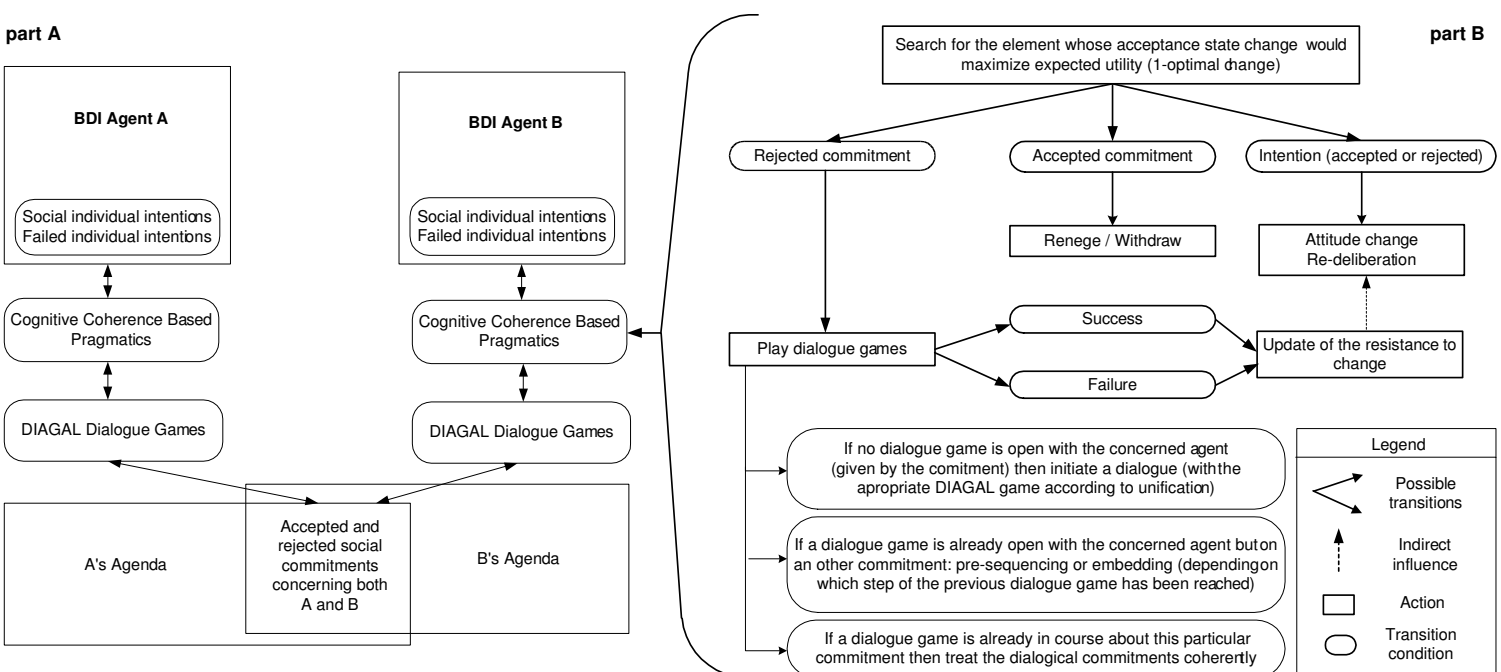 part A
BDI Agent A
Social individual intentions
Failed individual intentions
Cognitive Coherence Based
Pragmatics
DIAGAL Dialogue Games
BDI Agent B
Social individual intentions
Failed individual intentions
Cognitive Coherence Based
Pragmatics
DIAGAL Dialogue Games
A's Agenda
Accepted and
rejected social
commitments
concerning both
A and B
B's Agenda
part B
Search for the element whose acceptance state change would
maximize expected utility (1-optimal change)
Rejected commitment
Accepted commitment
Intention (accepted or rejected)
Renege / Withdraw
Attitude change
Re-deliberation
Play dialogue games
Success
Failure
Update of the resistance to
change
If no dialogue game is open with the concerned agent
(given by the comitment) then initiate a dialogue (with the
apropriate DIAGAL game according to unification)
If a dialogue game is already open with the concerned agent but on
an other commitment: pre-sequencing or embedding (depending on
which step of the previous dialogue game has been reached)
If a dialogue game is already in course about this particular
commitment then treat the dialogical commitments coherently
Legend
Possible
transitions
Indirect
influence
Action
Transition
condition